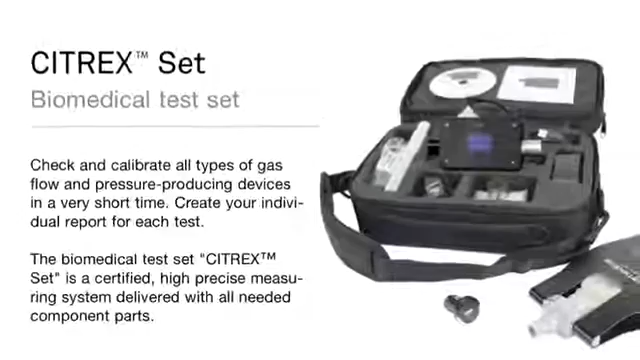 CITREX™ Set
Biomedical test set
Check and calibrate all types of gas
flow and pressure-producing devices
in a very short time. Create your indivi-
dual report for each test.
The biomedical test set "CITREX™
Set" is a certified, high precise measu-
ring system delivered with all needed
component parts.